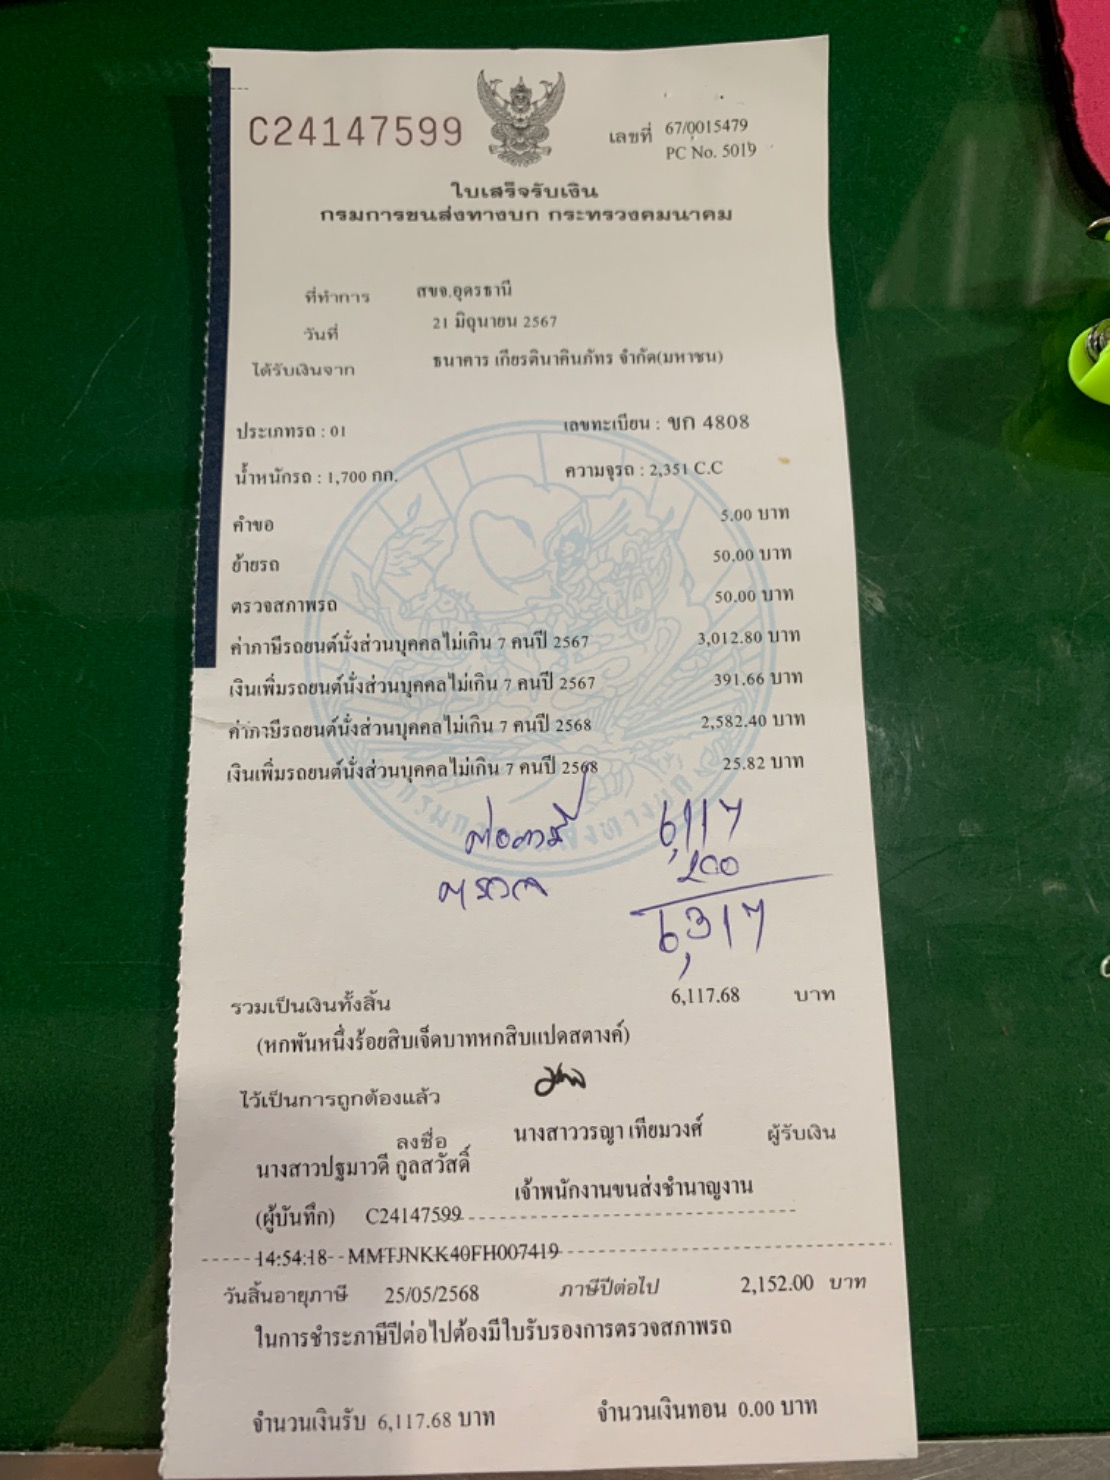 C24147599
เลขที่ 67/0015479
PC No. 5019
ใบเสร็จรับเงิน
กรมการขนส่งทางบก กระทรวงคมนาคม
ที่ทำการ สขจ.อุดรธานี
วันที่ 21 มิถุนายน 2567
ได้รับเงินจาก ธนาคาร เกียรตินาคินภัทร จำกัด(มหาชน)
ประเภทรถ : 01 เลขทะเบียน : ขก 4808
น้ำหนักรถ : 1,700 กก. ความจุรถ : 2,351 C.C
คำขอ 5.00 บาท
ย้ายรถ 50.00 บาท
ตรวจสภาพรถ 50.00 บาท
ค่าภาษีรถยนต์นั่งส่วนบุคคลไม่เกิน 7 คนปี 2567 3,012.80 บาท
เงินเพิ่มรถยนต์นั่งส่วนบุคคลไม่เกิน 7 คนปี 2567 391.66 บาท
ค่าภาษีรถยนต์นั่งส่วนบุคคลไม่เกิน 7 คนปี 2568 2,582.40 บาท
เงินเพิ่มรถยนต์นั่งส่วนบุคคลไม่เกิน 7 คนปี 2568 25.82 บาท
ต่อภาษี 6,117
ตรวจ 200
6,317
รวมเป็นเงินทั้งสิ้น 6,117.68 บาท
(หกพันหนึ่งร้อยสิบเจ็ดบาทหกสิบแปดสตางค์)
ไว้เป็นการถูกต้องแล้ว
ลงชื่อ นางสาววรญา เทียมวงศ์ ผู้รับเงิน
นางสาวปฐมาวดี กูลสวัสดิ์
เจ้าพนักงานขนส่งชำนาญงาน
(ผู้บันทึก) C24147599
14:54:18 MMTJNKK40FH007419
วันสิ้นอายุภาษี 25/05/2568 ภาษีปีต่อไป 2,152.00 บาท
ในการชำระภาษีปีต่อไปต้องมีใบรับรองการตรวจสภาพรถ
จำนวนเงินรับ 6,117.68 บาท จำนวนเงินทอน 0.00 บาท